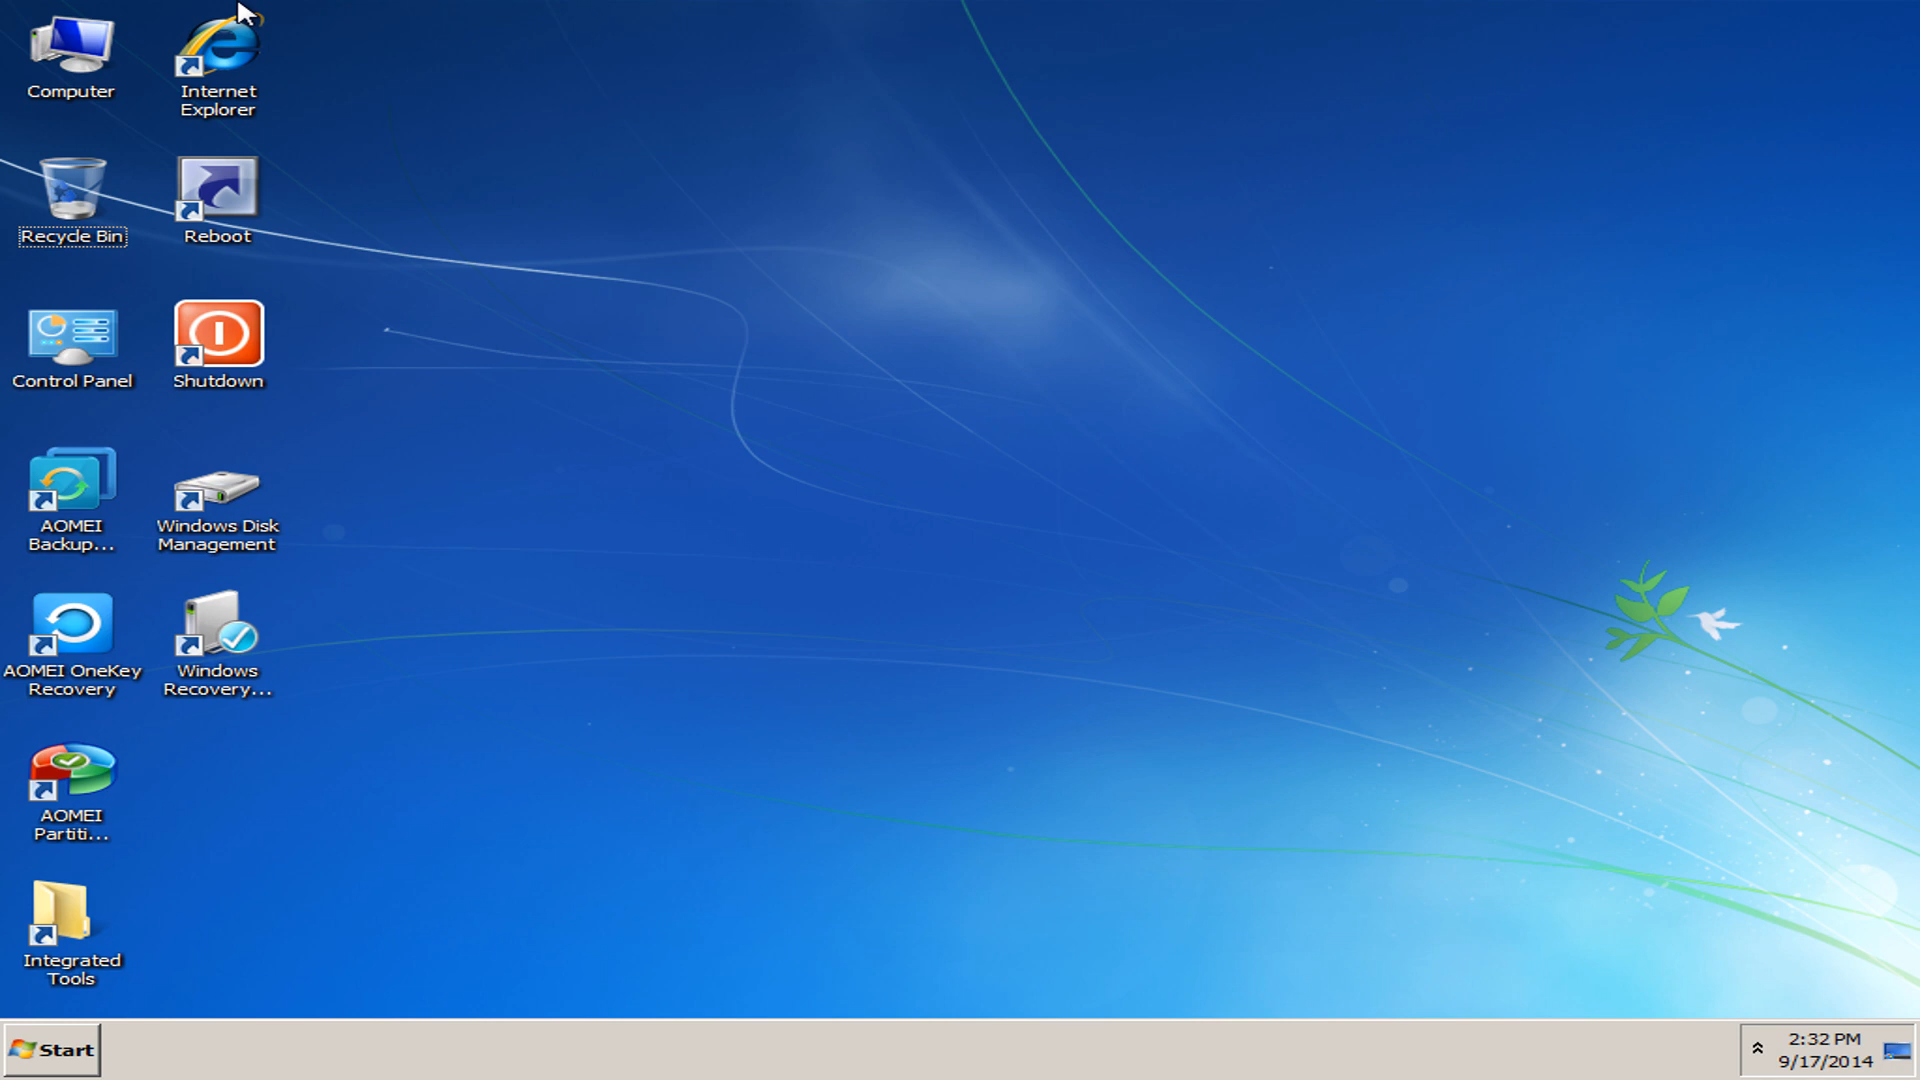 Computer
Internet
Explorer
Recycle Bin
Reboot
Control Panel
Shutdown
AOMEI
Backup...
Windows Disk
Management
AOMEI OneKey
Recovery
Windows
Recovery...
AOMEI
Partiti...
Integrated
Tools
Start
2:32 PM
9/17/2014